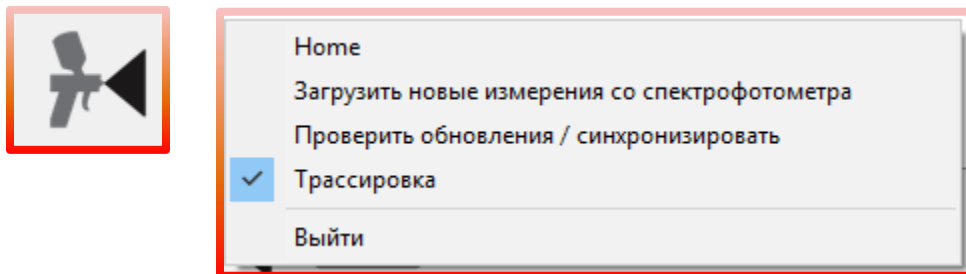 Home
Загрузить новые измерения со спектрофотометра
Проверить обновления / синхронизировать
Трассировка
Выйти